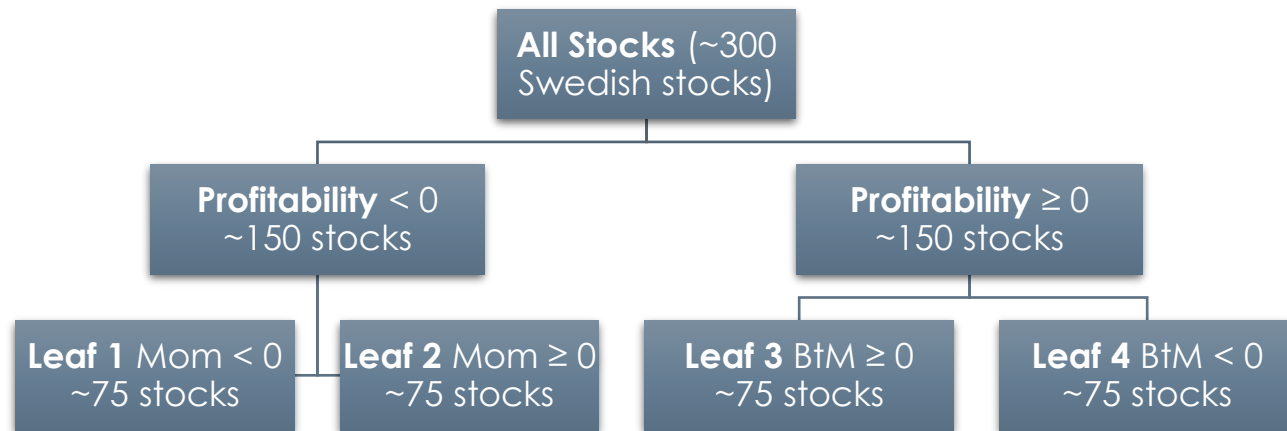 All Stocks (~300
Swedish stocks)
Profitability < 0
~150 stocks
Profitability ≥ 0
~150 stocks
Leaf 1 Mom < 0
~75 stocks
Leaf 2 Mom ≥ 0
~75 stocks
Leaf 3 BtM ≥ 0
~75 stocks
Leaf 4 BtM < 0
~75 stocks